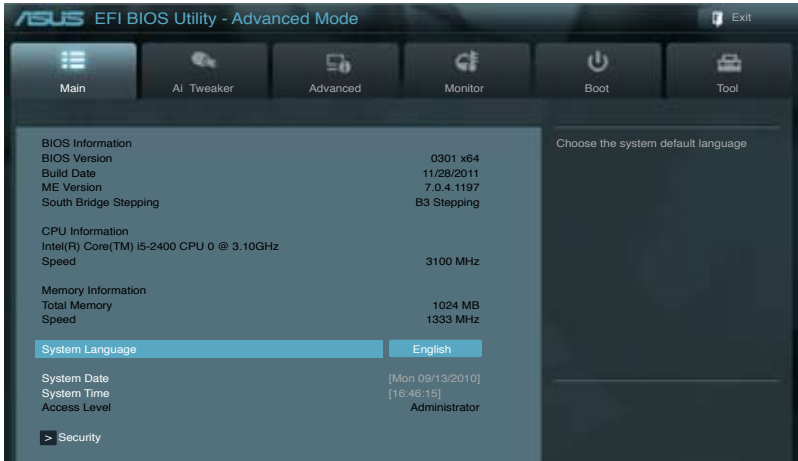 ASUS EFI BIOS Utility - Advanced Mode
Exit
Main
Ai Tweaker
Advanced
Monitor
Boot
Tool
BIOS Information
BIOS Version 0301 x64
Build Date 11/28/2011
ME Version 7.0.4.1197
South Bridge Stepping B3 Stepping
CPU Information
Intel(R) Core(TM) i5-2400 CPU 0 @ 3.10GHz
Speed 3100 MHz
Memory Information
Total Memory 1024 MB
Speed 1333 MHz
System Language English
System Date [Mon 09/13/2010]
System Time [16:46:15]
Access Level Administrator
> Security
Choose the system default language